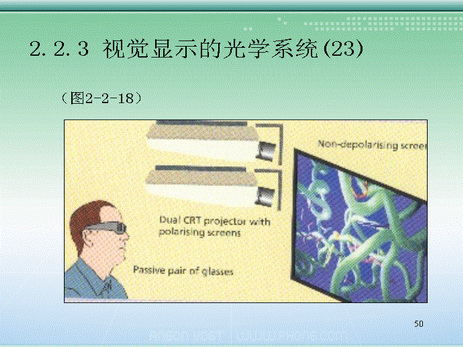 2.2.3 视觉显示的光学系统(23)
（图2-2-18）
Non-depolarising screen
Dual CRT projector with
polarising screens
Passive pair of glasses
50